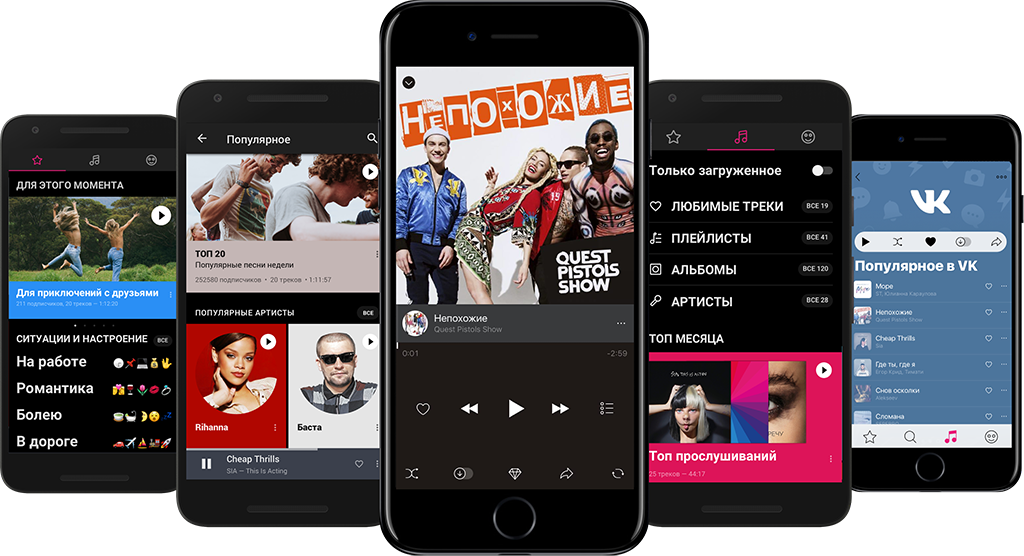 ДЛЯ ЭТОГО МОМЕНТА
Для приключений с друзьями
211 подписчиков, 20 треков — 1:12:20
СИТУАЦИИ И НАСТРОЕНИЕ
ВСЕ
На работе
Романтика
Болею
В дороге
Популярное
ТОП 20
Популярные песни недели
252580 подписчиков • 20 треков • 1:11:57
ПОПУЛЯРНЫЕ АРТИСТЫ
ВСЕ
Rihanna
Баста
Cheap Thrills
SIA — This Is Acting
НЕПОХОЖИЕ
QUEST
PISTOLS
SHOW
Непохожие
Quest Pistols Show
0:01
-2:59
Только загруженное
ЛЮБИМЫЕ ТРЕКИ
ВСЕ 19
ПЛЕЙЛИСТЫ
ВСЕ 41
АЛЬБОМЫ
ВСЕ 120
АРТИСТЫ
ВСЕ 28
ТОП МЕСЯЦА
Топ прослушиваний
25 треков — 44:17
VK
Популярное в VK
Море
Непохожие
Quest Pistols Show
Cheap Thrills
Sia
Где ты, где я
Егор Крид, Тимати
Снов осколки
Сломана